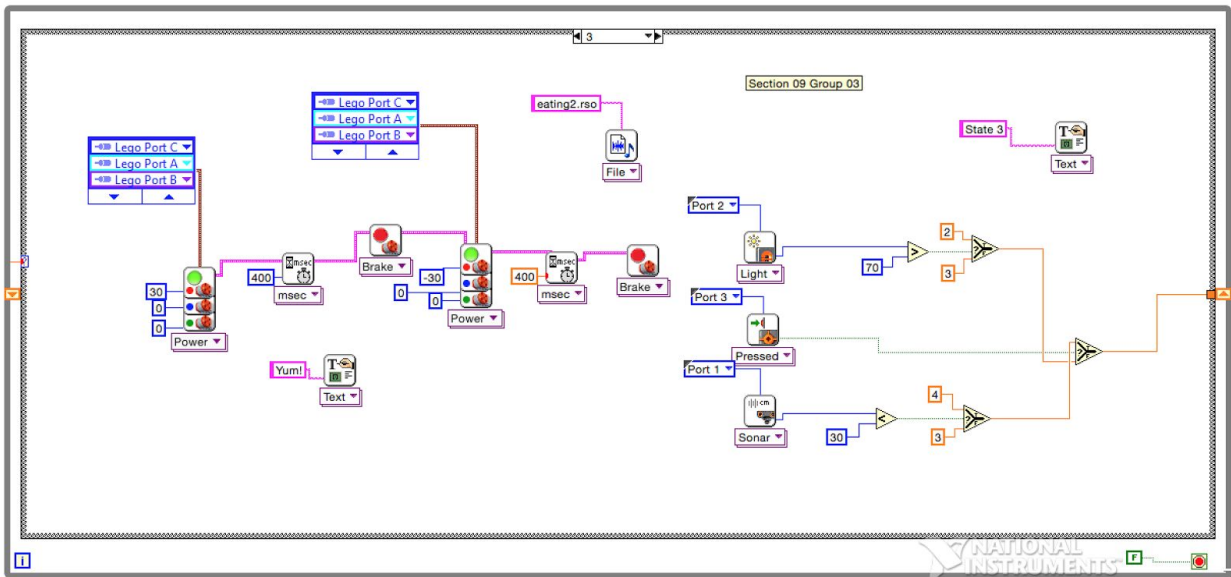 3
Section 09 Group 03
Lego Port C
Lego Port A
Lego Port B
eating2.rso
File
State 3
Text
Lego Port C
Lego Port A
Lego Port B
Port 2
Light
70
2
3
Brake
400
msec
30
0
0
Power
-30
0
0
Power
400
msec
Brake
Port 3
Pressed
Yum!
Text
Port 1
cm
Sonar
30
4
3
i
F
NATIONAL
INSTRUMENTS